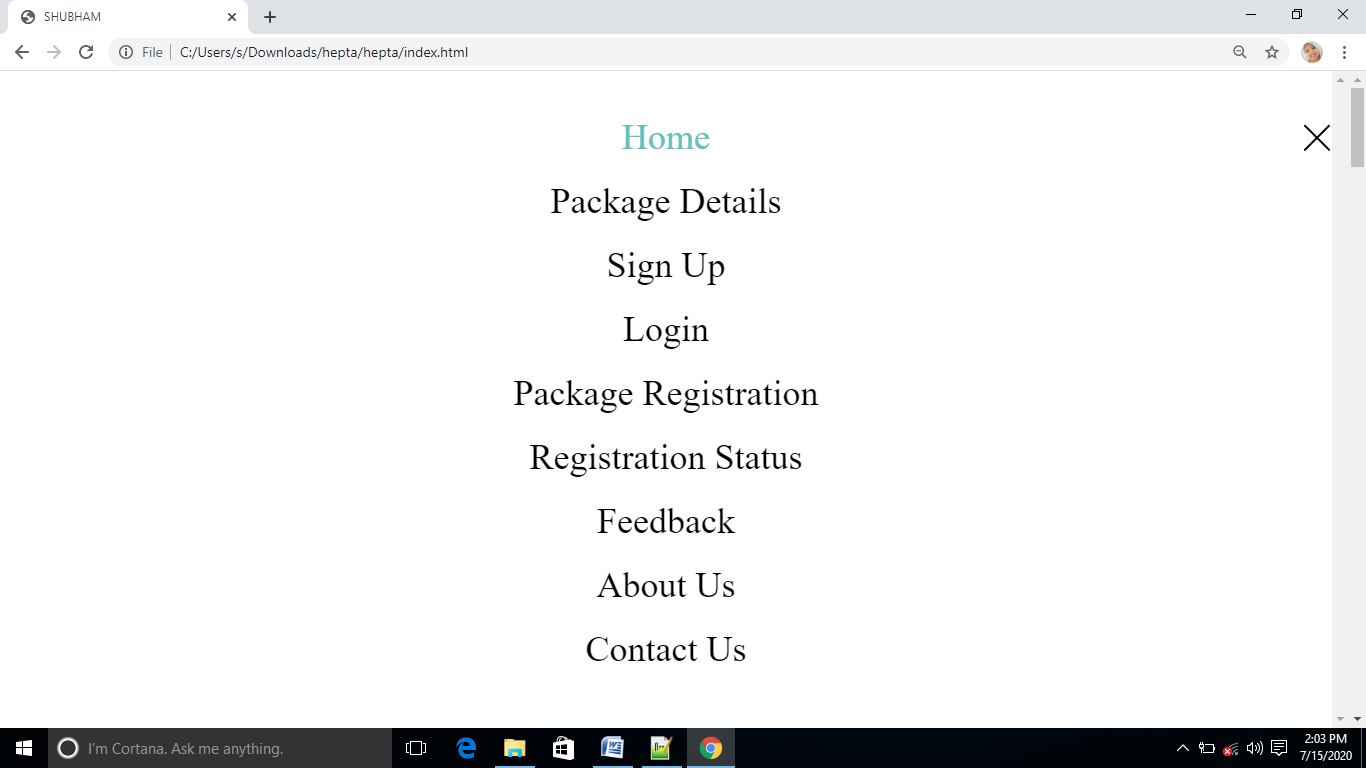 SHUBHAM
File
C:/Users/s/Downloads/hepta/hepta/index.html
Home
Package Details
Sign Up
Login
Package Registration
Registration Status
Feedback
About Us
Contact Us
I'm Cortana. Ask me anything.
2:03 PM
7/15/2020